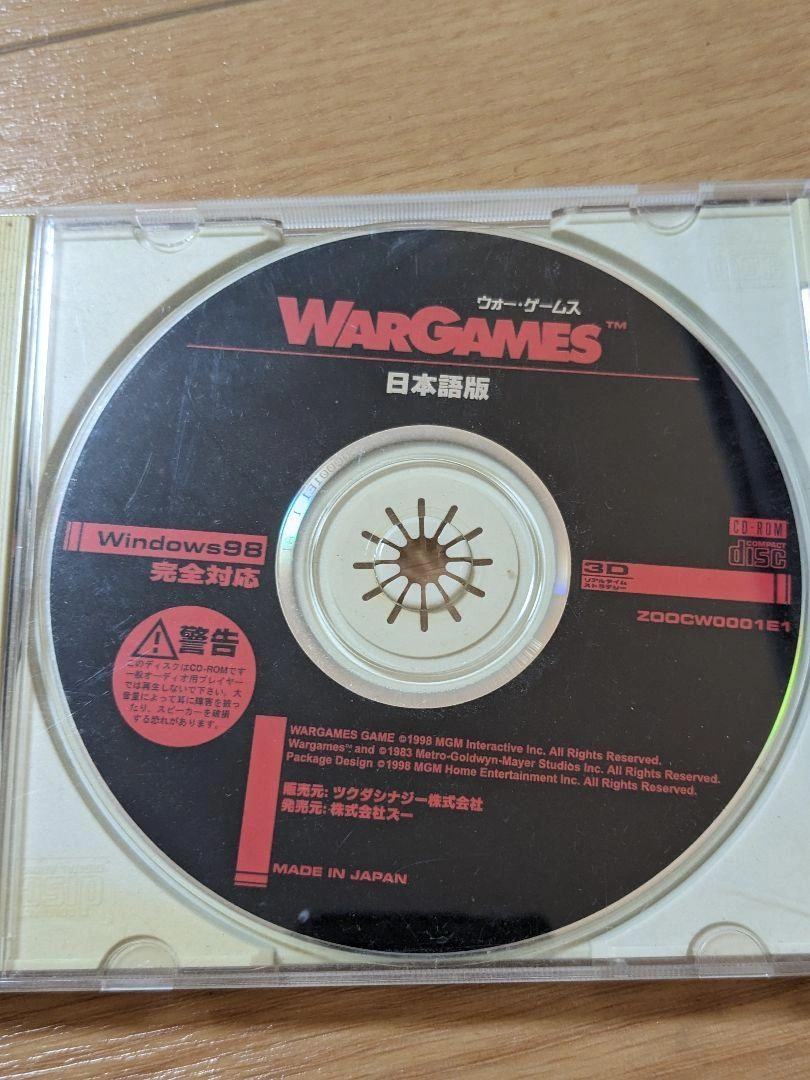 ウォー・ゲームス
WARGAMES™
日本語版
Windows98
完全対応
CD-ROM
COMPACT
disc
3D
リアルタイム
ストラテジー
ZOOCW0001E1
警告
このディスクはCD-ROMです
一般オーディオ用プレイヤー
では再生しないで下さい。大
音量によって耳に障害を被っ
たり、スピーカーを破損
する恐れがあります。
WARGAMES GAME ©1998 MGM Interactive Inc. All Rights Reserved.
Wargames™ and ©1983 Metro-Goldwyn-Mayer Studios Inc. All Rights Reserved.
Package Design ©1998 MGM Home Entertainment Inc. All Rights Reserved.
販売元: ツクダシナジー株式会社
発売元: 株式会社ズー
MADE IN JAPAN